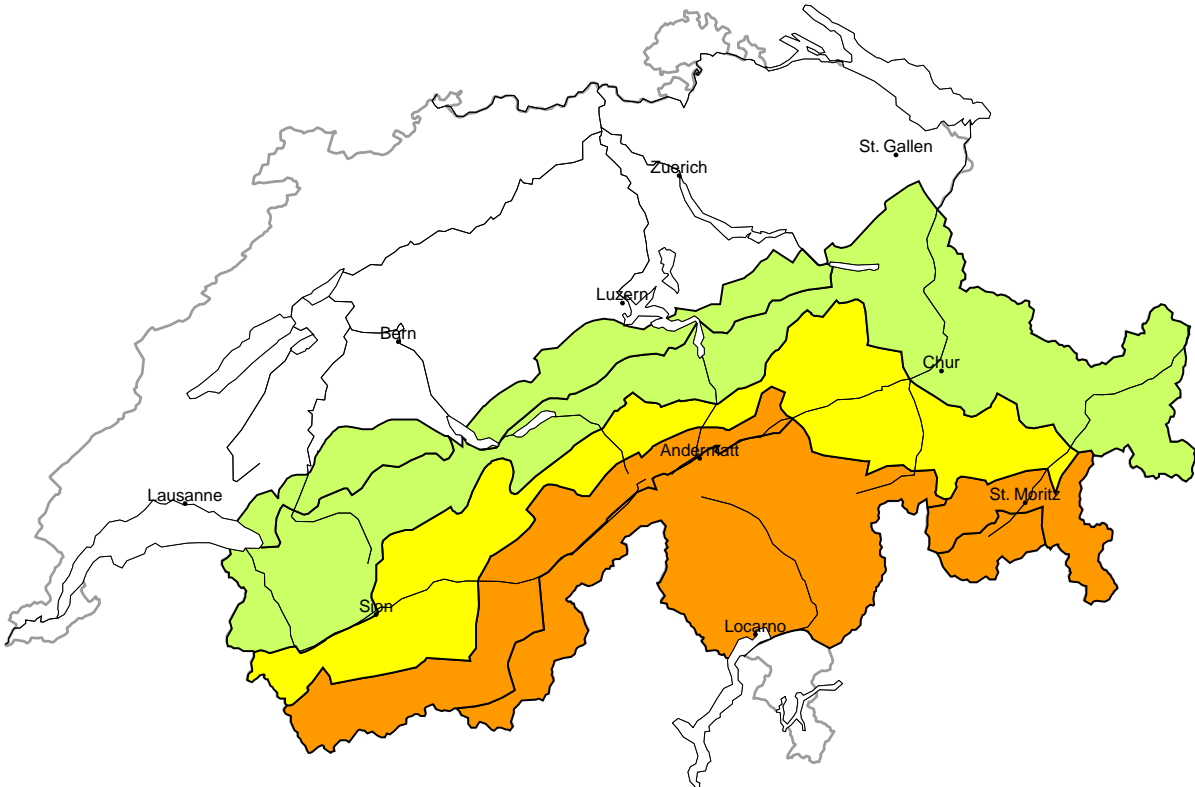 St. Gallen
Zuerich
Luzern
Bern
Chur
Andermatt
St. Moritz
Lausanne
Sion
Locarno